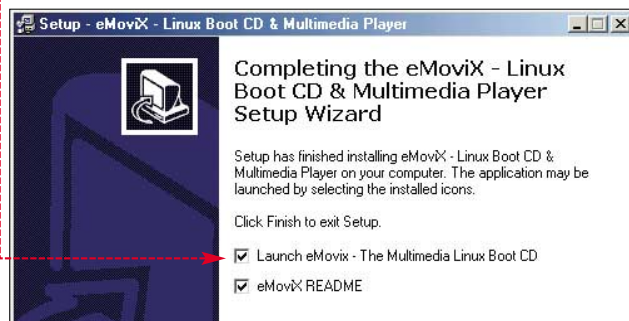 Setup - eMoviX - Linux Boot CD & Multimedia Player
Completing the eMoviX - Linux
Boot CD & Multimedia Player
Setup Wizard
Setup has finished installing eMoviX - Linux Boot CD &
Multimedia Player on your computer. The application may be
launched by selecting the installed icons.
Click Finish to exit Setup.
Launch eMovix - The Multimedia Linux Boot CD
eMoviX README